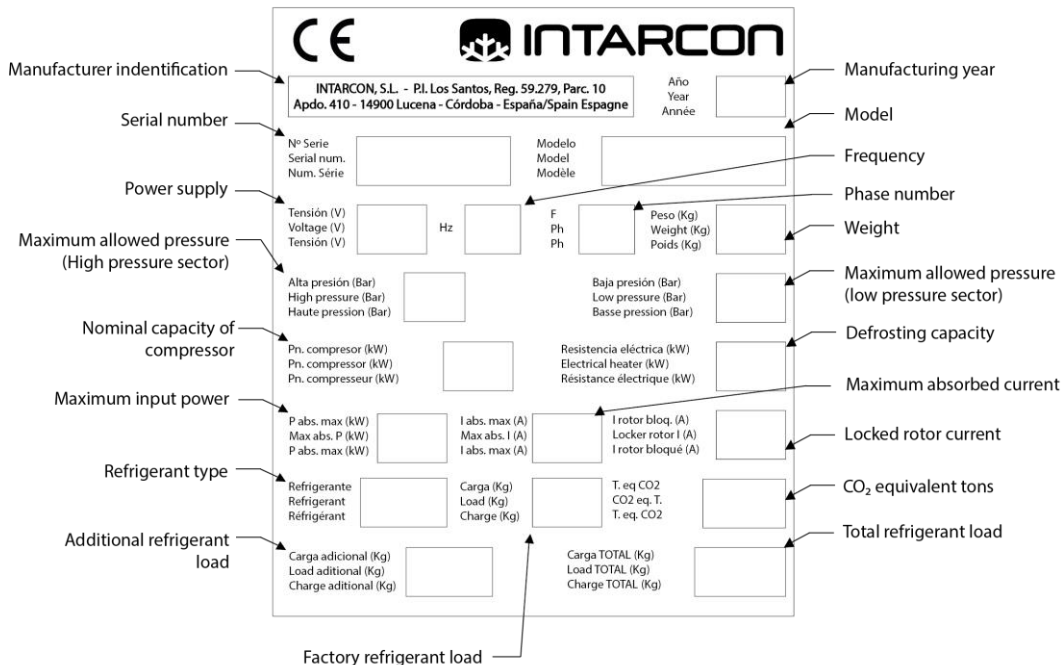 CE INTARCON
Manufacturer indentification
INTARCON, S.L. - P.I. Los Santos, Reg. 59.279, Parc. 10
Apdo. 410 - 14900 Lucena - Córdoba - España/Spain Espagne
Año
Year
Année
Manufacturing year
Serial number
Nº Serie
Serial num.
Num. Série
Modelo
Model
Modèle
Model
Power supply
Tensión (V)
Voltage (V)
Tensión (V)
Hz
Frequency
F
Ph
Ph
Phase number
Peso (Kg)
Weight (Kg)
Poids (Kg)
Weight
Maximum allowed pressure
(High pressure sector)
Alta presión (Bar)
High pressure (Bar)
Haute pression (Bar)
Baja presión (Bar)
Low pressure (Bar)
Basse pression (Bar)
Maximum allowed pressure
(low pressure sector)
Nominal capacity of
compressor
Pn. compresor (kW)
Pn. compressor (kW)
Pn. compresseur (kW)
Resistencia eléctrica (kW)
Electrical heater (kW)
Résistance électrique (kW)
Defrosting capacity
Maximum input power
P abs. max (kW)
Max abs. P (kW)
P abs. max (kW)
I abs. max (A)
Max abs. I (A)
I abs. max (A)
Maximum absorbed current
I rotor bloq. (A)
Locker rotor I (A)
I rotor bloqué (A)
Locked rotor current
Refrigerant type
Refrigerante
Refrigerant
Réfrigérant
Carga (Kg)
Load (Kg)
Charge (Kg)
T. eq CO2
CO2 eq. T.
T. eq. CO2
CO₂ equivalent tons
Additional refrigerant
load
Carga adicional (Kg)
Load aditional (Kg)
Charge aditional (Kg)
Carga TOTAL (Kg)
Load TOTAL (Kg)
Charge TOTAL (Kg)
Total refrigerant load
Factory refrigerant load